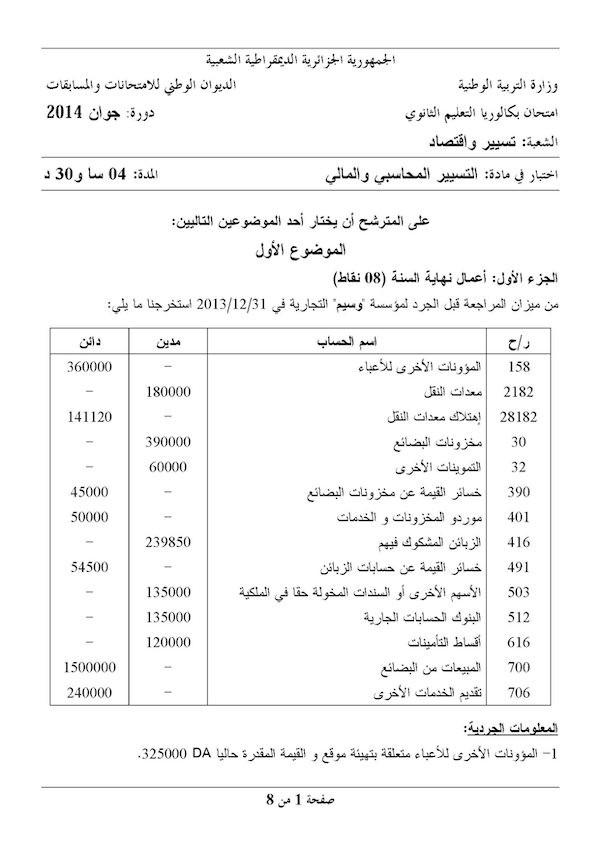 الجمهورية الجزائرية الديمقراطية الشعبية
وزارة التربية الوطنية الديوان الوطني للامتحانات والمسابقات
امتحان بكالوريا التعليم الثانوي دورة: جوان 2014
الشعبة: تسيير واقتصاد
اختبار في مادة: التسيير المحاسبي والمالي المدة: 04 سا و30 د
على المترشح أن يختار أحد الموضوعين التاليين:
الموضوع الأول
الجزء الأول: أعمال نهاية السنة (08 نقاط)
من ميزان المراجعة قبل الجرد لمؤسسة "وسيم" التجارية في 2013/12/31 استخرجنا ما يلي:
ر/ح اسم الحساب مدين دائن
158 المؤونات الأخرى للأعباء – 360000
2182 معدات النقل 180000 –
28182 إهتلاك معدات النقل – 141120
30 مخزونات البضائع 390000 –
32 التموينات الأخرى 60000 –
390 خسائر القيمة عن مخزونات البضائع – 45000
401 موردو المخزونات و الخدمات – 50000
416 الزبائن المشكوك فيهم 239850 –
491 خسائر القيمة عن حسابات الزبائن – 54500
503 الأسهم الأخرى أو السندات المخولة حقا في الملكية 135000 –
512 البنوك الحسابات الجارية 135000 –
616 أقساط التأمينات 120000 –
700 المبيعات من البضائع – 1500000
706 تقديم الخدمات الأخرى – 240000
المعلومات الجردية:
1– المؤونات الأخرى للأعباء متعلقة بتهيئة موقع و القيمة المقدرة حاليا 325000 DA.
صفحة 1 من 8